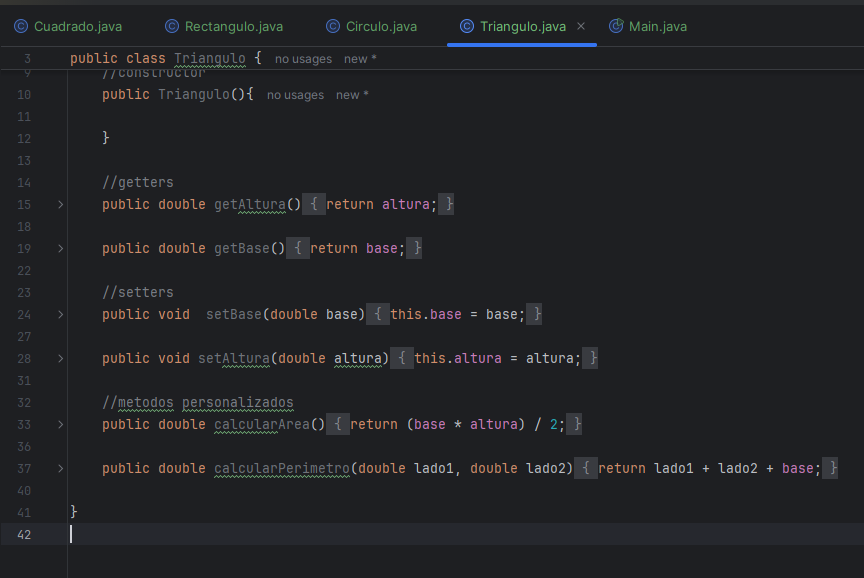 Cuadrado.java Rectangulo.java Circulo.java Triangulo.java × Main.java
3 public class Triangulo { no usages new *
9 //constructor
10 public Triangulo(){ no usages new *
11
12 }
13
14 //getters
15 public double getAltura() { return altura; }
18
19 public double getBase() { return base; }
22
23 //setters
24 public void  setBase(double base) { this.base = base; }
27
28 public void setAltura(double altura) { this.altura = altura; }
31
32 //metodos personalizados
33 public double calcularArea() { return (base * altura) / 2; }
36
37 public double calcularPerimetro(double lado1, double lado2) { return lado1 + lado2 + base; }
40
41 }
42